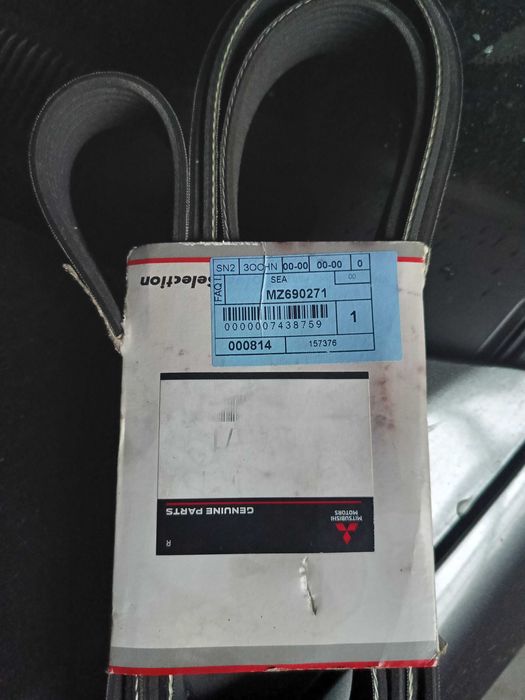 Selection
SN2 3OCHN 00-00 00-00 0
FAQ
SEA 00
MZ690271
0000007438759 1
000814 157376
GENUINE PARTS
MITSUBISHI
MOTORS
R